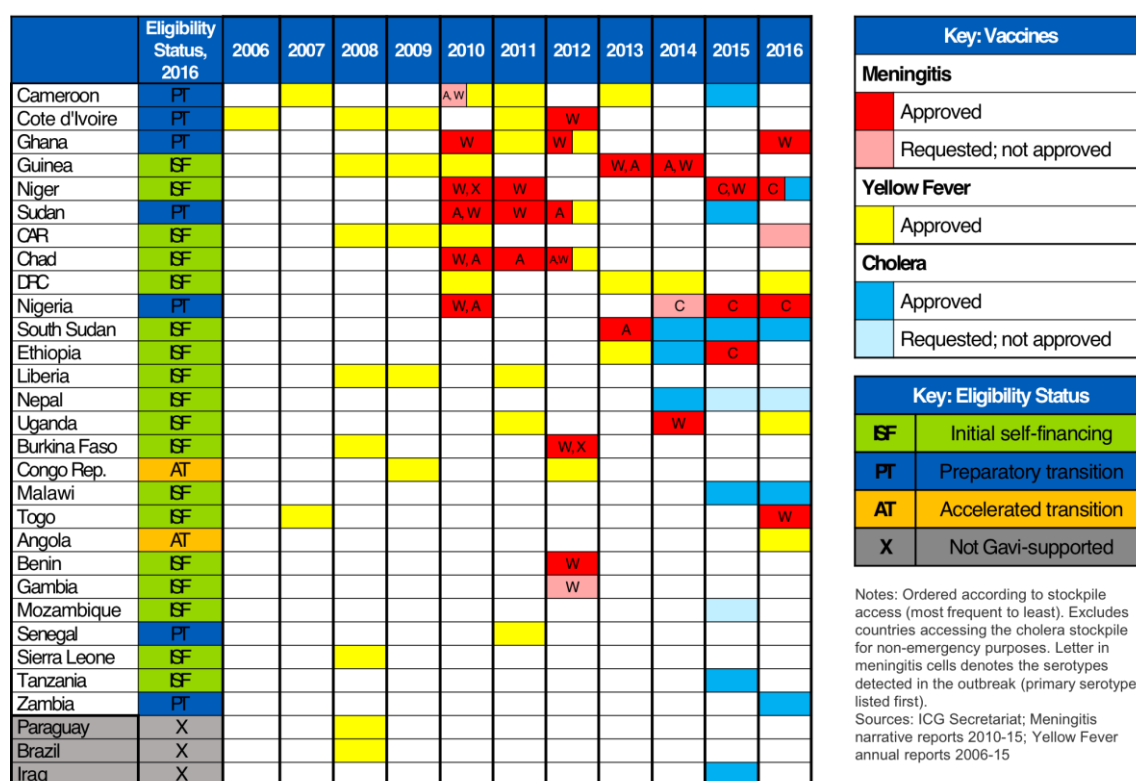 Eligibility Status, 2016 2006 2007 2008 2009 2010 2011 2012 2013 2014 2015 2016
Cameroon PT A, W
Cote d'Ivoire PT W
Ghana PT W W W
Guinea ISF W, A A, W
Niger ISF W, X W C, W C
Sudan PT A, W W A
CAR ISF
Chad ISF W, A A A,W
DRC ISF
Nigeria PT W, A C C C
South Sudan ISF A
Ethiopia ISF C
Liberia ISF
Nepal ISF
Uganda ISF W
Burkina Faso ISF W, X
Congo Rep. AT
Malawi ISF
Togo ISF W
Angola AT
Benin ISF W
Gambia ISF W
Mozambique ISF
Senegal PT
Sierra Leone ISF
Tanzania ISF
Zambia PT
Paraguay X
Brazil X
Iraq X
Key: Vaccines
Meningitis
Approved
Requested; not approved
Yellow Fever
Approved
Cholera
Approved
Requested; not approved
Key: Eligibility Status
ISF Initial self-financing
PT Preparatory transition
AT Accelerated transition
X Not Gavi-supported
Notes: Ordered according to stockpile
access (most frequent to least). Excludes
countries accessing the cholera stockpile
for non-emergency purposes. Letter in
meningitis cells denotes the serotypes
detected in the outbreak (primary serotype
listed first).
Sources: ICG Secretariat; Meningitis
narrative reports 2010-15; Yellow Fever
annual reports 2006-15